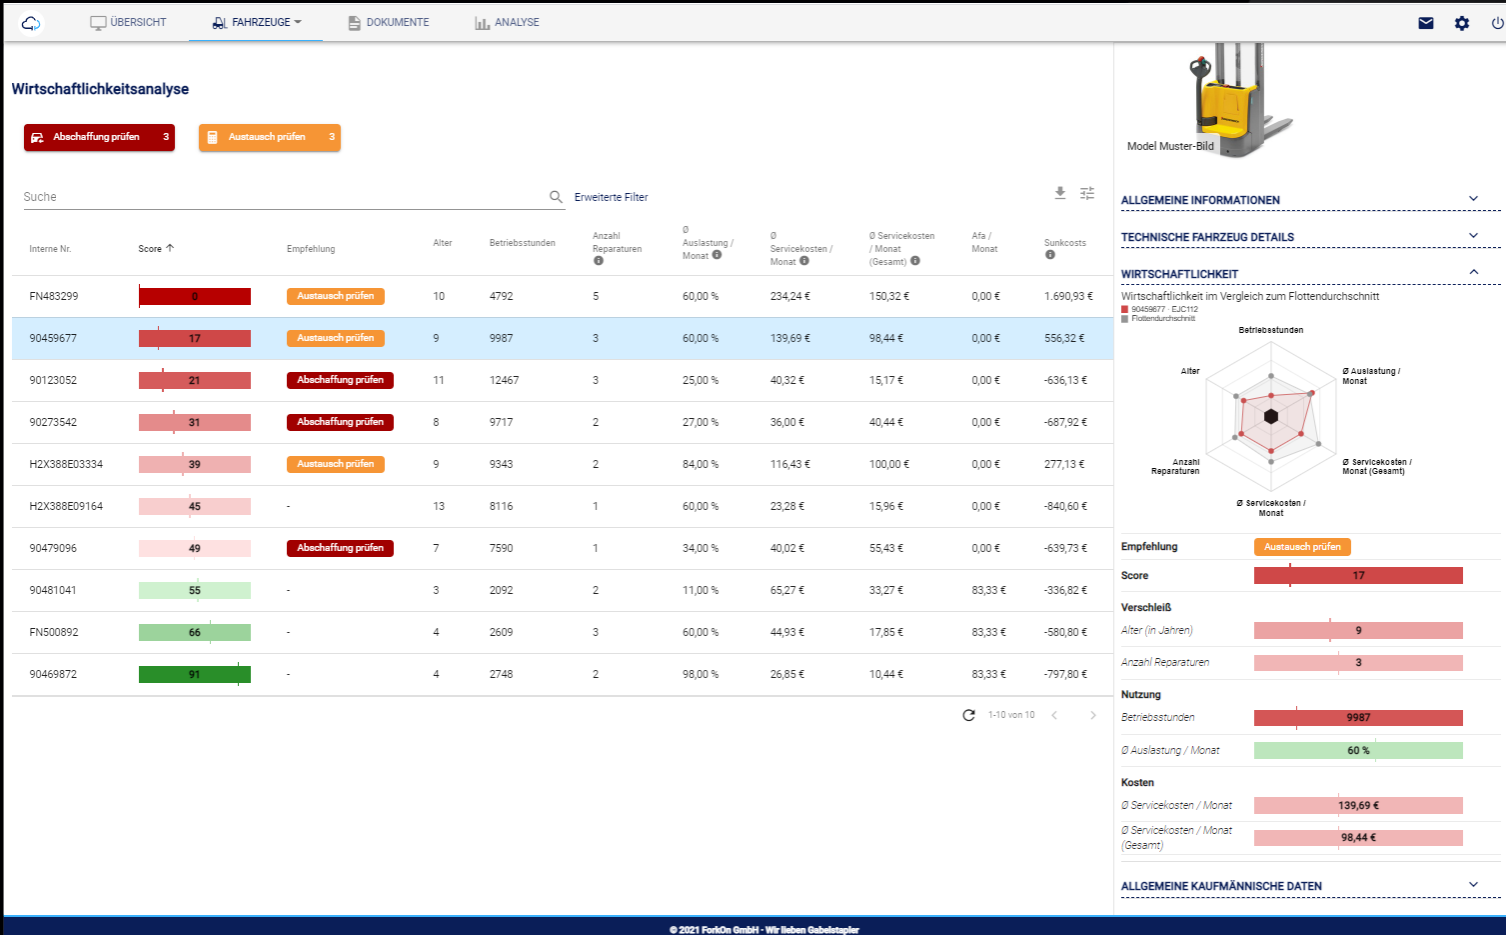 ÜBERSICHT FAHRZEUGE DOKUMENTE ANALYSE
Wirtschaftlichkeitsanalyse
Abschaffung prüfen 3 Austausch prüfen 3
Suche Erweiterte Filter
Interne Nr. Score Empfehlung Alter Betriebsstunden Anzahl Reparaturen Ø Auslastung / Monat Ø Servicekosten / Monat Ø Servicekosten / Monat (Gesamt) Afa / Monat Sunkcosts
FN483299 0 Austausch prüfen 10 4792 5 60,00 % 234,24 € 150,32 € 0,00 € 1.690,93 €
90459677 17 Austausch prüfen 9 9987 3 60,00 % 139,69 € 98,44 € 0,00 € 556,32 €
90123052 21 Abschaffung prüfen 11 12467 3 25,00 % 40,32 € 15,17 € 0,00 € -636,13 €
90273542 31 Abschaffung prüfen 8 9717 2 27,00 % 36,00 € 40,44 € 0,00 € -687,92 €
H2X388E03334 39 Austausch prüfen 9 9343 2 84,00 % 116,43 € 100,00 € 0,00 € 277,13 €
H2X388E09164 45 - 13 8116 1 60,00 % 23,28 € 15,96 € 0,00 € -840,60 €
90479096 49 Abschaffung prüfen 7 7590 1 34,00 % 40,02 € 55,43 € 0,00 € -639,73 €
90481041 55 - 3 2092 2 11,00 % 65,27 € 33,27 € 83,33 € -336,82 €
FN500892 66 - 4 2609 3 60,00 % 44,93 € 17,85 € 83,33 € -580,80 €
90469872 91 - 4 2748 2 98,00 % 26,85 € 10,44 € 83,33 € -797,80 €
1-10 von 10
Model Muster-Bild
ALLGEMEINE INFORMATIONEN
TECHNISCHE FAHRZEUG DETAILS
WIRTSCHAFTLICHKEIT
Wirtschaftlichkeit im Vergleich zum Flottendurchschnitt
90459677 - EJC112
Flottendurchschnitt
Betriebsstunden
Alter
Ø Auslastung /
Monat
Anzahl
Reparaturen
Ø Servicekosten /
Monat (Gesamt)
Ø Servicekosten /
Monat
Empfehlung Austausch prüfen
Score 17
Verschleiß
Alter (in Jahren) 9
Anzahl Reparaturen 3
Nutzung
Betriebsstunden 9987
Ø Auslastung / Monat 60 %
Kosten
Ø Servicekosten / Monat 139,69 €
Ø Servicekosten / Monat
(Gesamt) 98,44 €
ALLGEMEINE KAUFMÄNNISCHE DATEN
© 2021 ForkOn GmbH - Wir lieben Gabelstapler